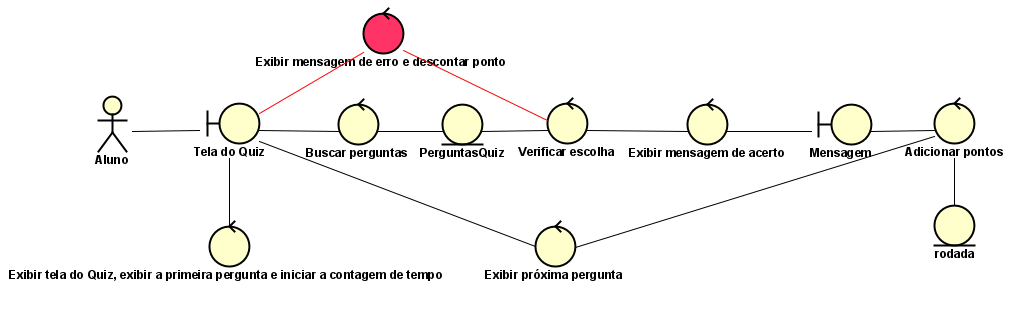 Exibir mensagem de erro e descontar ponto
Aluno
Tela do Quiz
Buscar perguntas
PerguntasQuiz
Verificar escolha
Exibir mensagem de acerto
Mensagem
Adicionar pontos
rodada
Exibir tela do Quiz, exibir a primeira pergunta e iniciar a contagem de tempo
Exibir próxima pergunta